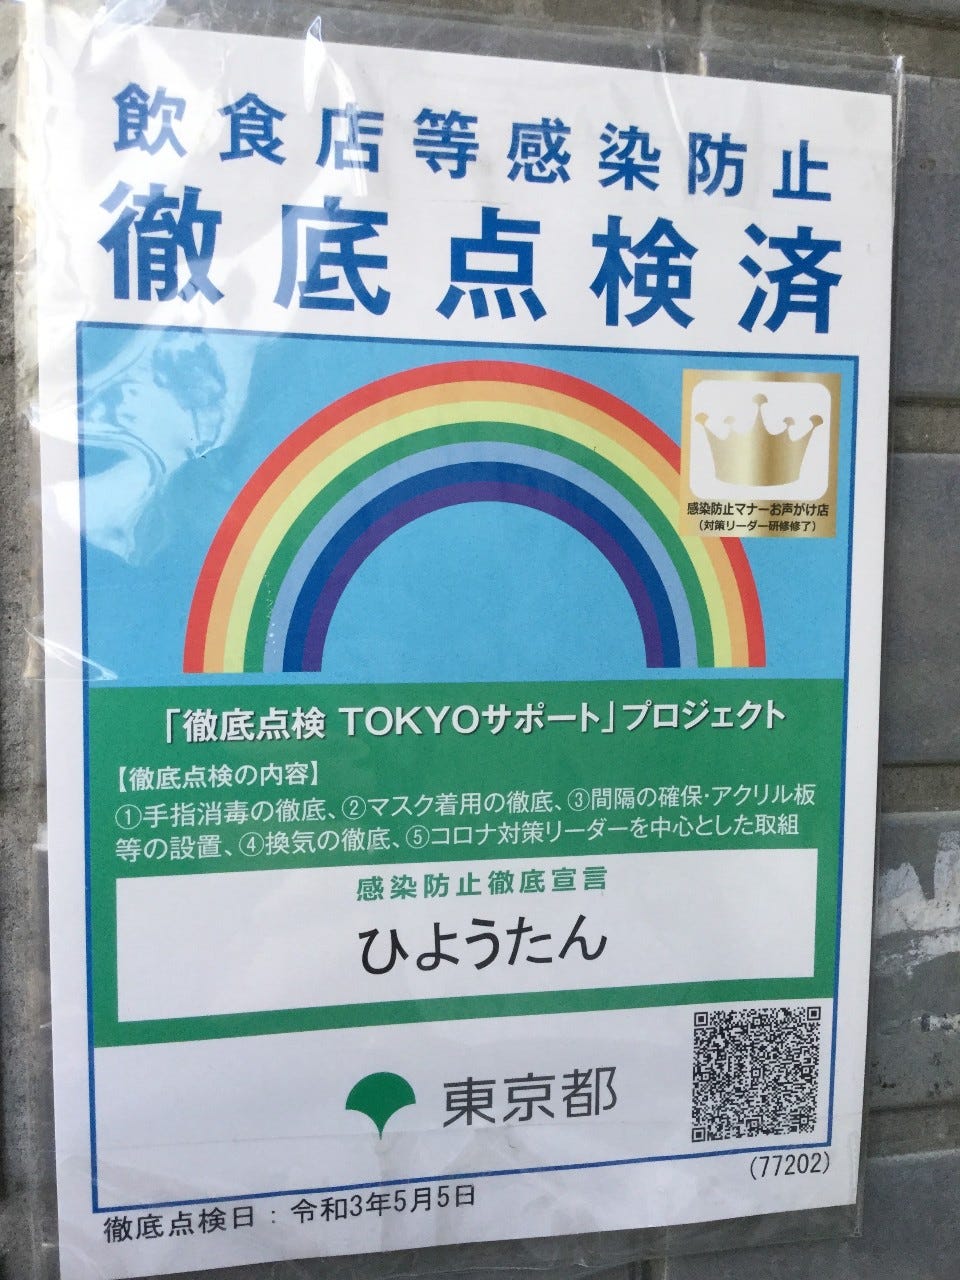 飲食店等感染防止
徹底点検済
感染防止マナーお声がけ店
(対策リーダー研修修了)
「徹底点検 TOKYOサポート」プロジェクト
【徹底点検の内容】
①手指消毒の徹底、②マスク着用の徹底、③間隔の確保・アクリル板
等の設置、④換気の徹底、⑤コロナ対策リーダーを中心とした取組
感染防止徹底宣言
ひようたん
東京都
(77202)
徹底点検日：令和3年5月5日